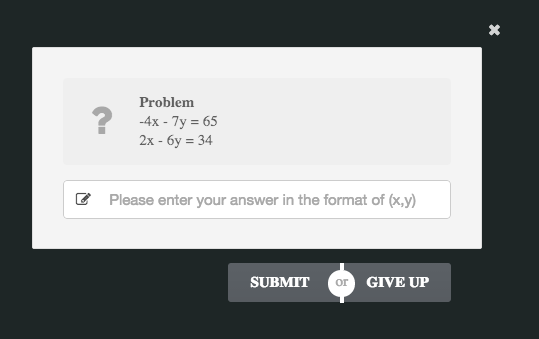 Problem
-4x - 7y = 65
2x - 6y = 34
Please enter your answer in the format of (x,y)
SUBMIT or GIVE UP